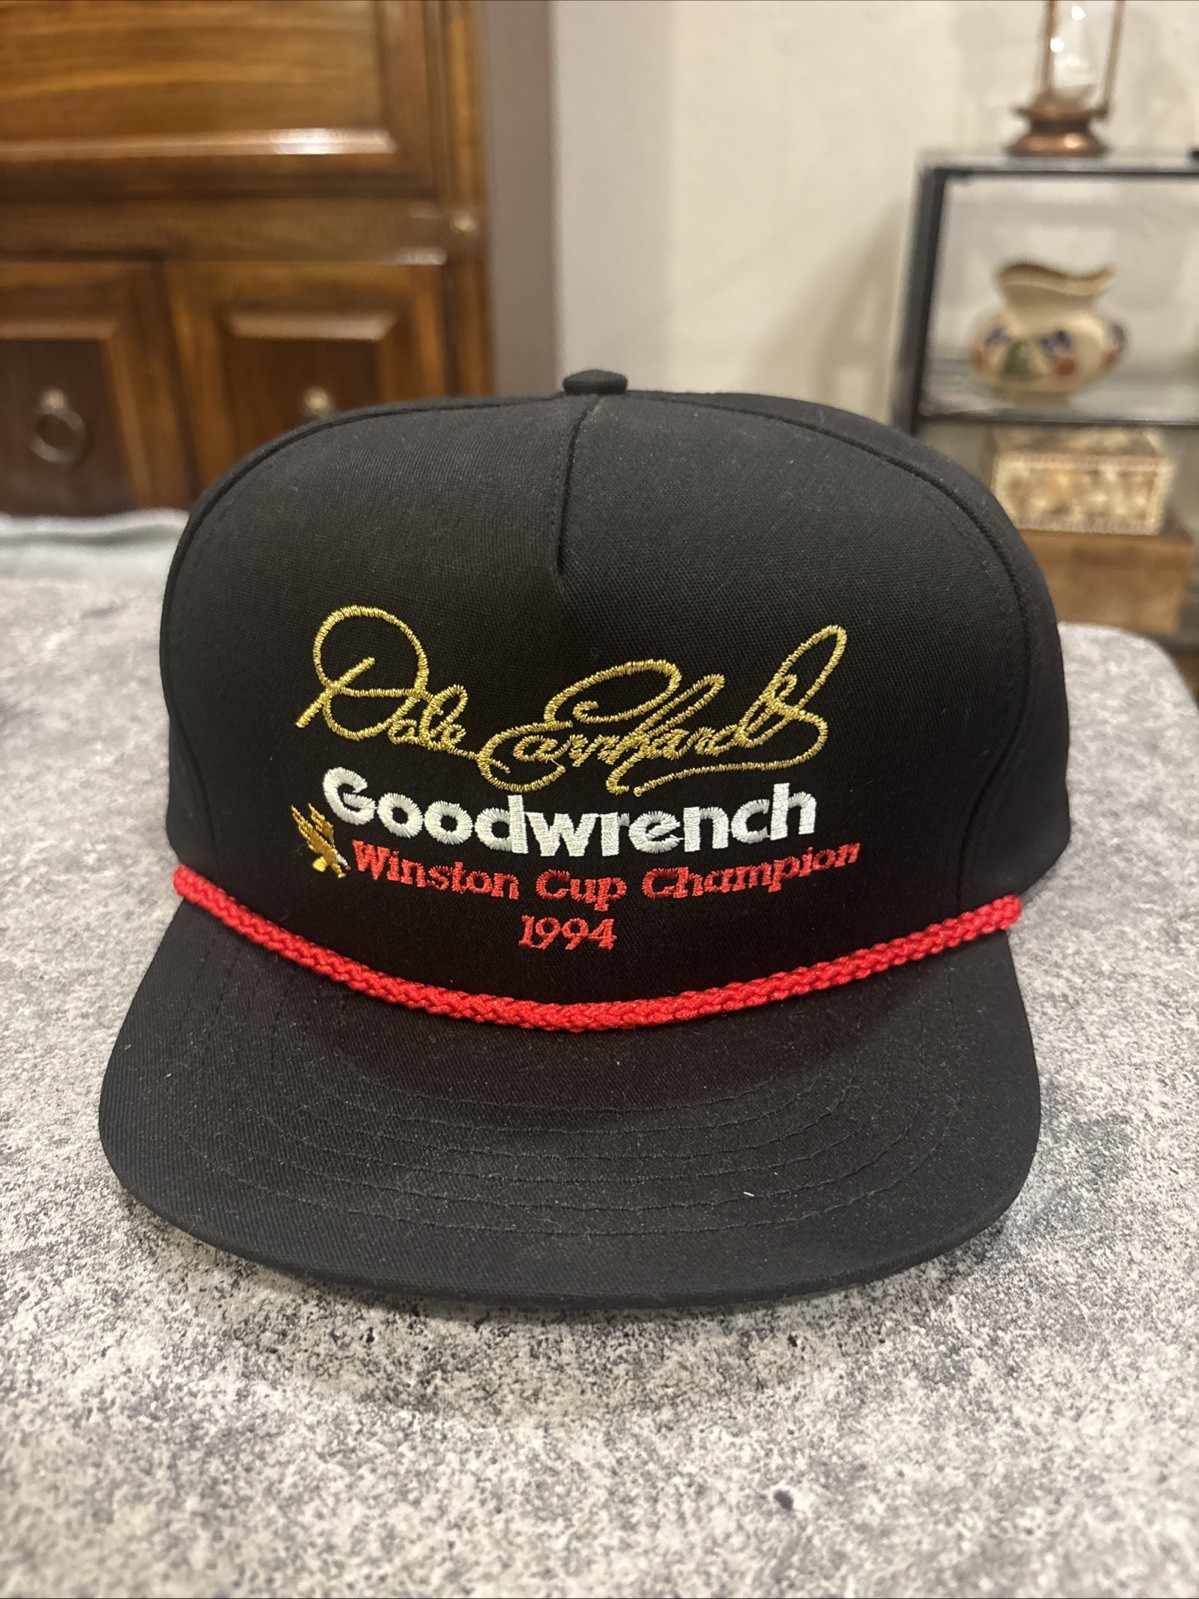 Dale Earnhardt
Goodwrench
Winston Cup Champion
1994